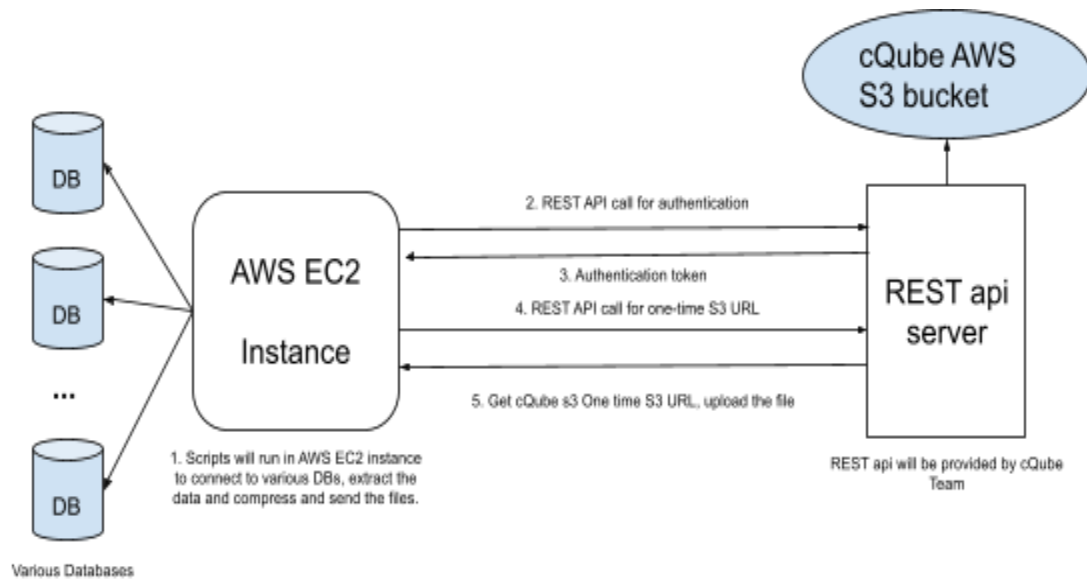 cQube AWS
S3 bucket
DB
2. REST API call for authentication
AWS EC2
Instance
3. Authentication token
REST api
server
DB
4. REST API call for one-time S3 URL
...
5. Get cQube s3 One time S3 URL, upload the file
DB
1. Scripts will run in AWS EC2 instance
to connect to various DBs, extract the
data and compress and send the files.
REST api will be provided by cQube
Team
Various Databases